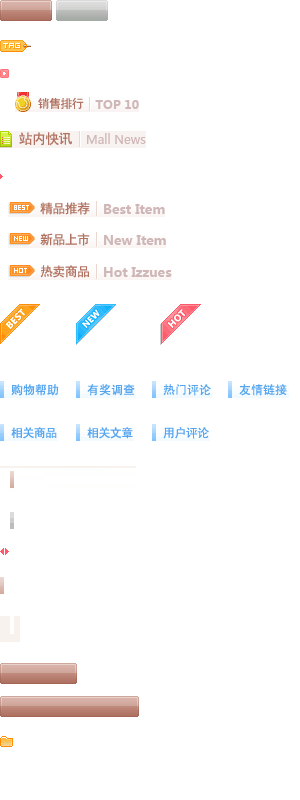 TAG
销售排行 TOP 10
站内快讯 Mall News
BEST 精品推荐 Best Item
NEW 新品上市 New Item
HOT 热卖商品 Hot Izzues
BEST NEW HOT
购物帮助 有奖调查 热门评论 友情链接
相关商品 相关文章 用户评论